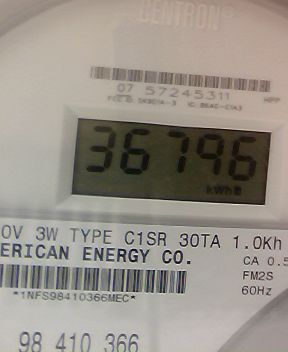 CENTRON®
07 57245311
36796
kWh
0V 3W TYPE C1SR 30TA 1.0Kh
ERICAN ENERGY CO.
CA 0.5
FM2S
*1NFS98410366MEC*
60Hz
98 410 366